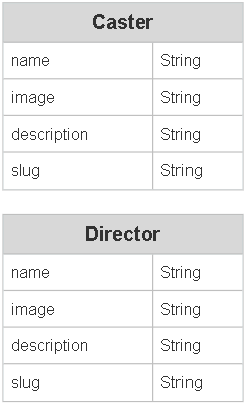 Caster
name String
image String
description String
slug String
Director
name String
image String
description String
slug String